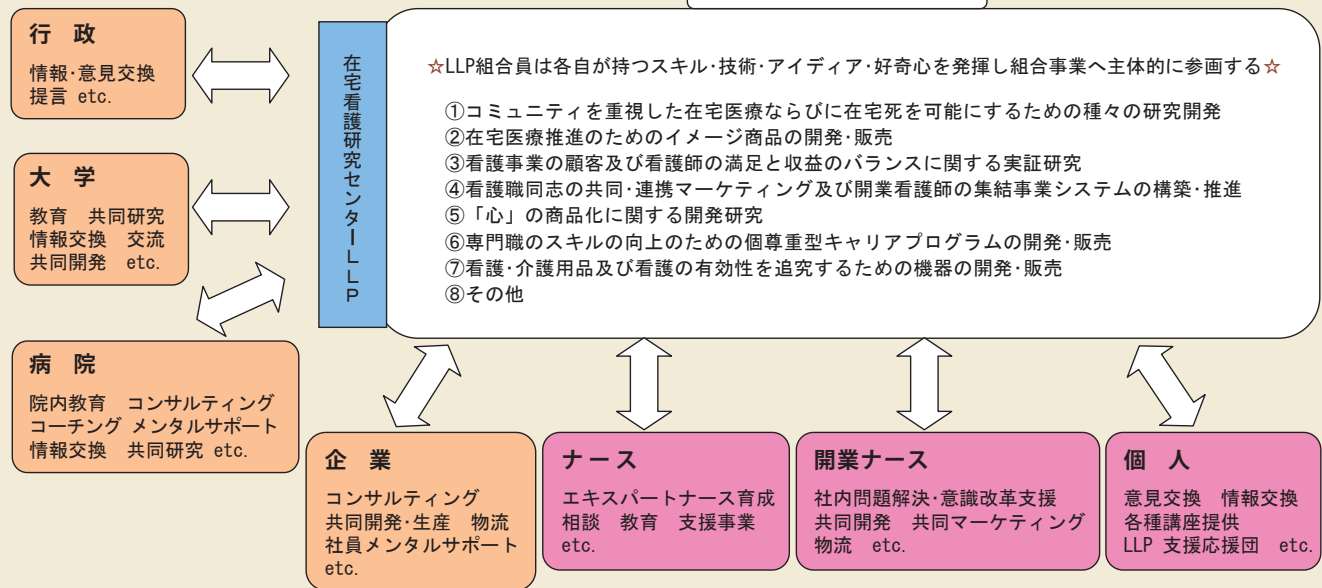 行 政
情報・意見交換
提言 etc.
大 学
教育 共同研究
情報交換 交流
共同開発 etc.
病 院
院内教育 コンサルティング
コーチング メンタルサポート
情報交換 共同研究 etc.
在宅看護研究センターLLP
☆LLP組合員は各自が持つスキル・技術・アイディア・好奇心を発揮し組合事業へ主体的に参画する☆
①コミュニティを重視した在宅医療ならびに在宅死を可能にするための種々の研究開発
②在宅医療推進のためのイメージ商品の開発・販売
③看護事業の顧客及び看護師の満足と収益のバランスに関する実証研究
④看護職同志の共同・連携マーケティング及び開業看護師の集結事業システムの構築・推進
⑤「心」の商品化に関する開発研究
⑥専門職のスキルの向上のための個尊重型キャリアプログラムの開発・販売
⑦看護・介護用品及び看護の有効性を追究するための機器の開発・販売
⑧その他
企 業
コンサルティング
共同開発・生産 物流
社員メンタルサポート
etc.
ナース
エキスパートナース育成
相談 教育 支援事業
etc.
開業ナース
社内問題解決・意識改革支援
共同開発 共同マーケティング
物流 etc.
個 人
意見交換 情報交換
各種講座提供
LLP 支援応援団 etc.